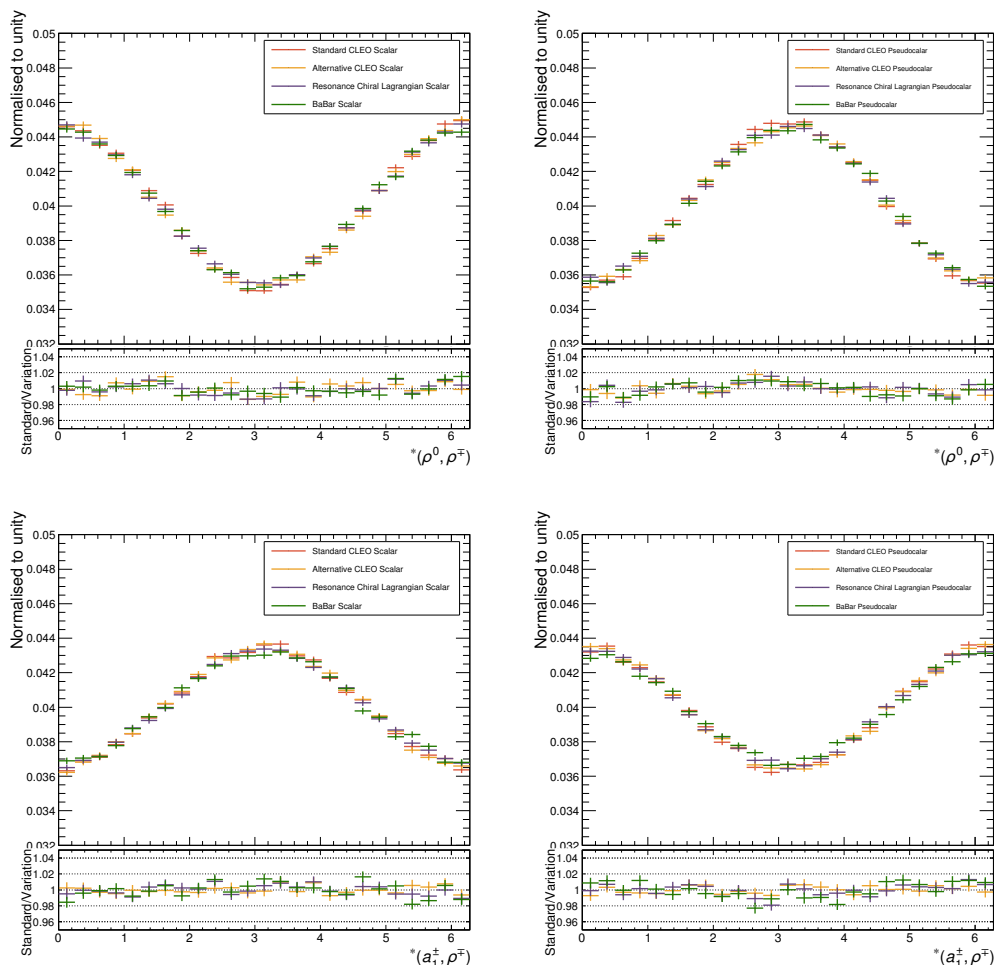 Normalised to unity
0.05
0.048
0.046
0.044
0.042
0.04
0.038
0.036
0.034
0.032
Standard CLEO Scalar
Alternative CLEO Scalar
Resonance Chiral Lagrangian Scalar
BaBar Scalar
Standard/Variation
1.04
1.02
1
0.98
0.96
0 1 2 3 4 5 6
*(ρ⁰, ρ∓)
Normalised to unity
0.05
0.048
0.046
0.044
0.042
0.04
0.038
0.036
0.034
0.032
Standard CLEO Pseudocalar
Alternative CLEO Pseudocalar
Resonance Chiral Lagrangian Pseudocalar
BaBar Pseudocalar
Standard/Variation
1.04
1.02
1
0.98
0.96
0 1 2 3 4 5 6
*(ρ⁰, ρ∓)
Normalised to unity
0.05
0.048
0.046
0.044
0.042
0.04
0.038
0.036
0.034
0.032
Standard CLEO Scalar
Alternative CLEO Scalar
Resonance Chiral Lagrangian Scalar
BaBar Scalar
Standard/Variation
1.04
1.02
1
0.98
0.96
0 1 2 3 4 5 6
*(a₁±, ρ∓)
Normalised to unity
0.05
0.048
0.046
0.044
0.042
0.04
0.038
0.036
0.034
0.032
Standard CLEO Pseudocalar
Alternative CLEO Pseudocalar
Resonance Chiral Lagrangian Pseudocalar
BaBar Pseudocalar
Standard/Variation
1.04
1.02
1
0.98
0.96
0 1 2 3 4 5 6
*(a₁±, ρ∓)